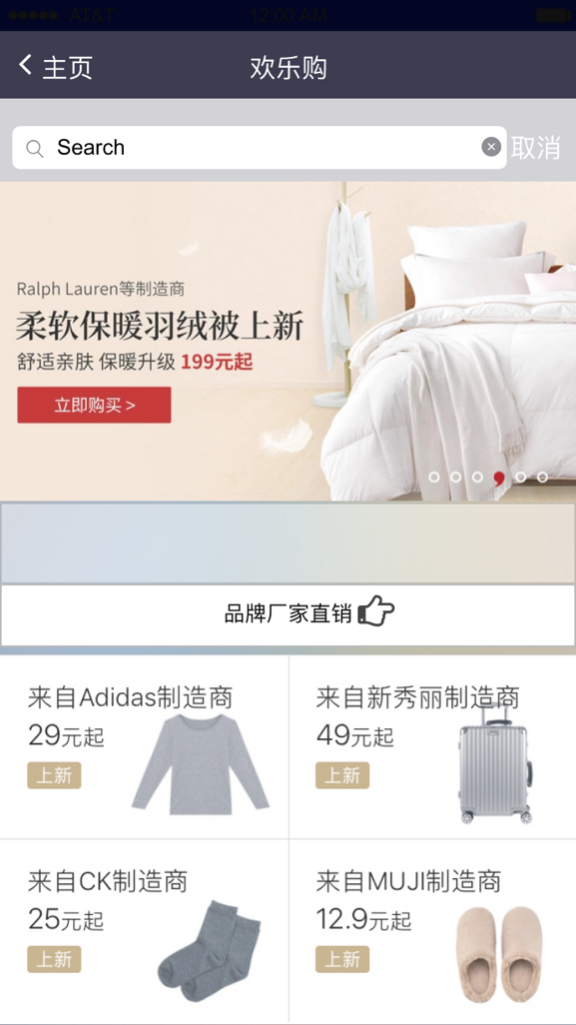 AT&T 12:00 AM
主页 欢乐购
Search 取消
Ralph Lauren等制造商
柔软保暖羽绒被上新
舒适亲肤 保暖升级 199元起
立即购买 >
品牌厂家直销
来自Adidas制造商
29元起
上新
来自新秀丽制造商
49元起
上新
来自CK制造商
25元起
上新
来自MUJI制造商
12.9元起
上新